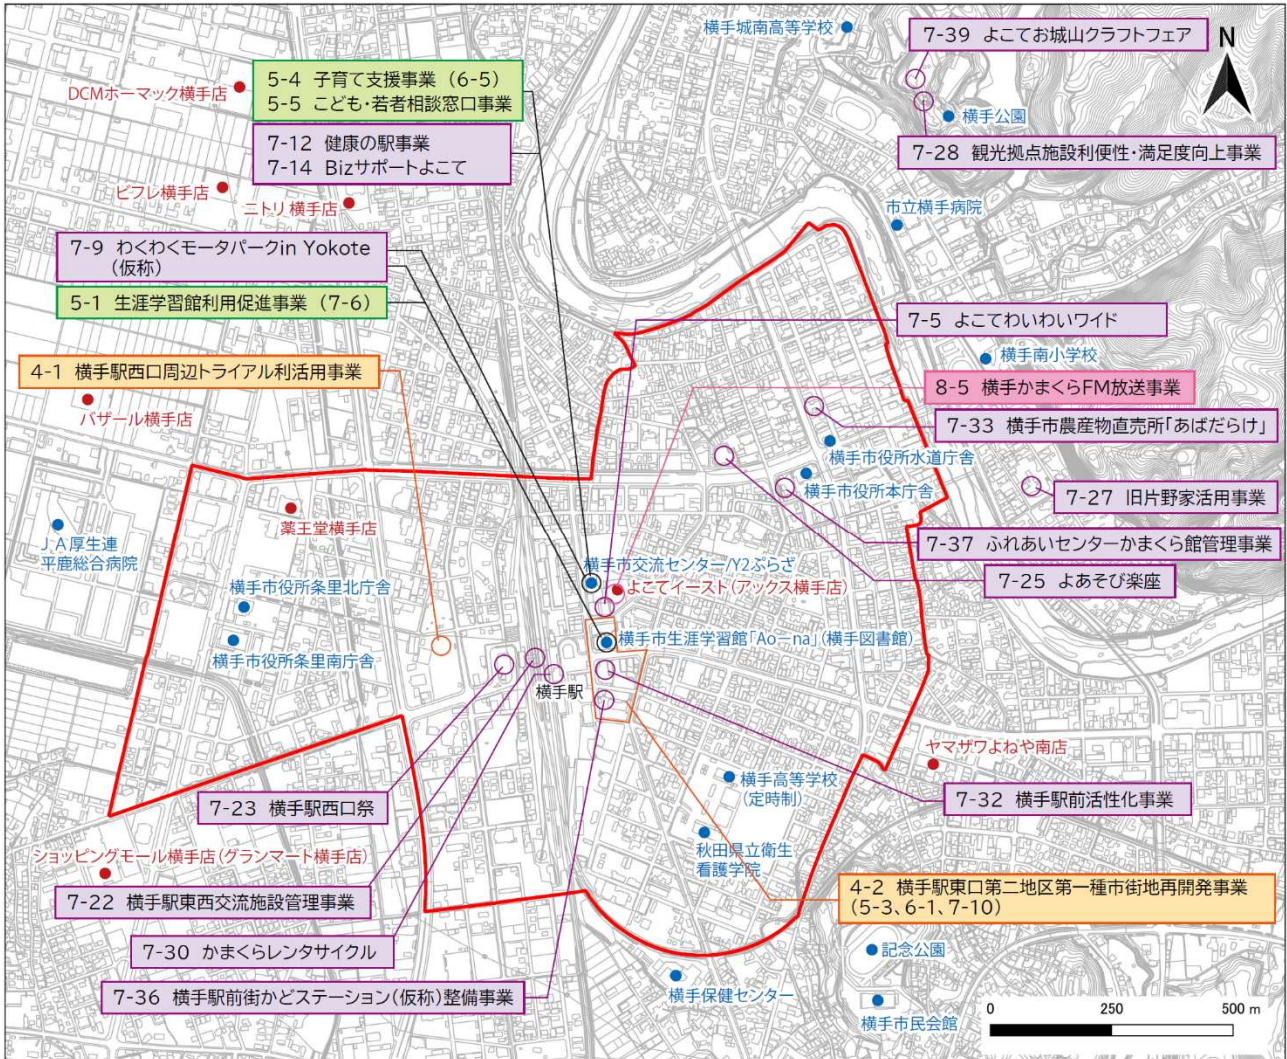 横手城南高等学校
7-39 よこてお城山クラフトフェア
N
DCMホーマック横手店
5-4 子育て支援事業 (6-5)
5-5 こども・若者相談窓口事業
横手公園
7-12 健康の駅事業
7-14 Bizサポートよこて
7-28 観光拠点施設利便性・満足度向上事業
ビフレ横手店
ニトリ横手店
市立横手病院
7-9 わくわくモータパークin Yokote
(仮称)
5-1 生涯学習館利用促進事業 (7-6)
7-5 よこてわいわいワイド
横手南小学校
4-1 横手駅西口周辺トライアル利活用事業
8-5 横手かまくらFM放送事業
バザール横手店
7-33 横手市農産物直売所「あぱだらけ」
横手市役所水道庁舎
横手市役所本庁舎
7-27 旧片野家活用事業
薬王堂横手店
JA厚生連
平鹿総合病院
7-37 ふれあいセンターかまくら館管理事業
横手市交流センター/Y2ぷらざ
7-25 よあそび楽座
よこてイースト(アックス横手店)
横手市役所条里北庁舎
横手市役所条里南庁舎
横手市生涯学習館「Ao-na」(横手図書館)
横手駅
ヤマザワよねや南店
横手高等学校
(定時制)
7-23 横手駅西口祭
7-32 横手駅前活性化事業
秋田県立衛生
看護学院
ショッピングモール横手店(グランマート横手店)
7-22 横手駅東西交流施設管理事業
4-2 横手駅東口第二地区第一種市街地再開発事業
(5-3、6-1、7-10)
7-30 かまくらレンタサイクル
記念公園
7-36 横手駅前街かどステーション(仮称)整備事業
横手保健センター
横手市民会館
0 250 500 m